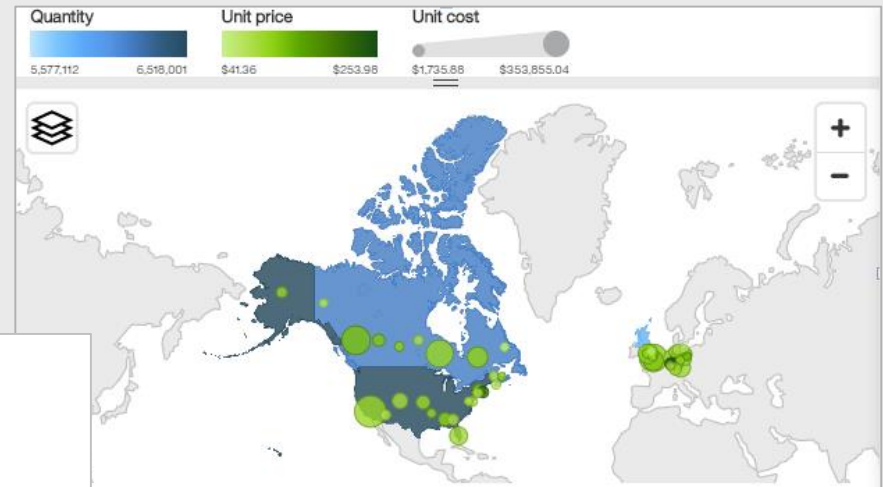 Quantity Unit price Unit cost
5,577,112 6,518,001 $41.36 $253.98 $1,735.88 $353,855.04
+
−